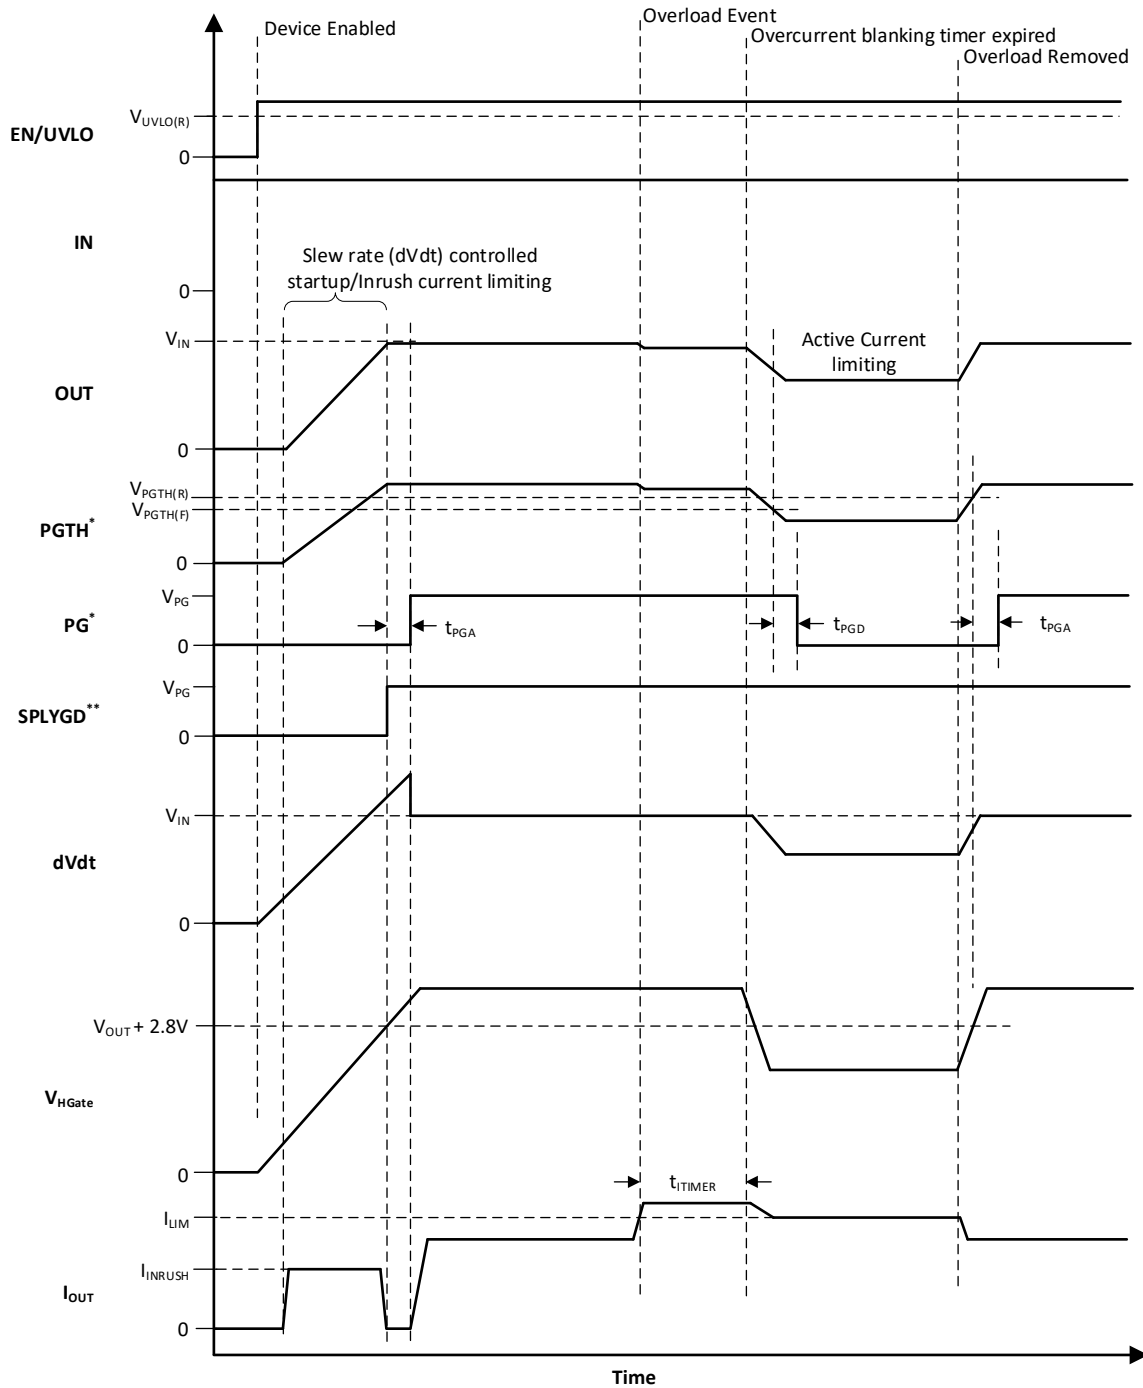 Device Enabled
Overload Event
Overcurrent blanking timer expired
Overload Removed
EN/UVLO
V_UVLO(R)
0
IN
0
Slew rate (dVdt) controlled
startup/Inrush current limiting
OUT
V_IN
0
Active Current
limiting
PGTH*
V_PGTH(R)
V_PGTH(F)
0
PG*
V_PG
0
t_PGA
t_PGD
t_PGA
SPLYGD**
V_PG
0
dVdt
V_IN
0
V_HGate
V_OUT + 2.8V
0
t_ITIMER
I_OUT
I_LIM
I_INRUSH
0
Time